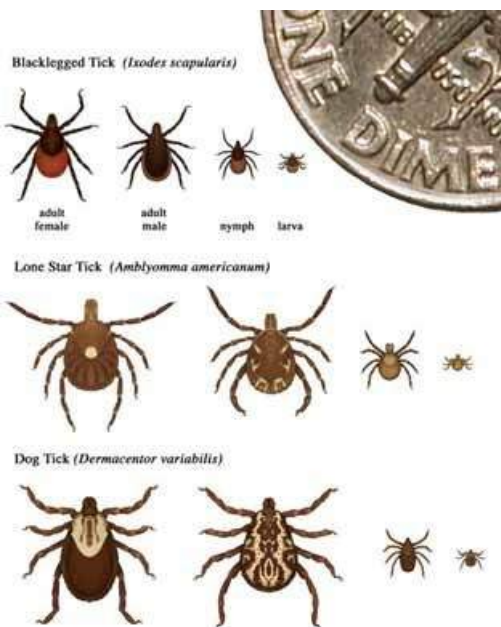 Blacklegged Tick (Ixodes scapularis)
ONE DIME
adult female
adult male
nymph
larva
Lone Star Tick (Amblyomma americanum)
Dog Tick (Dermacentor variabilis)